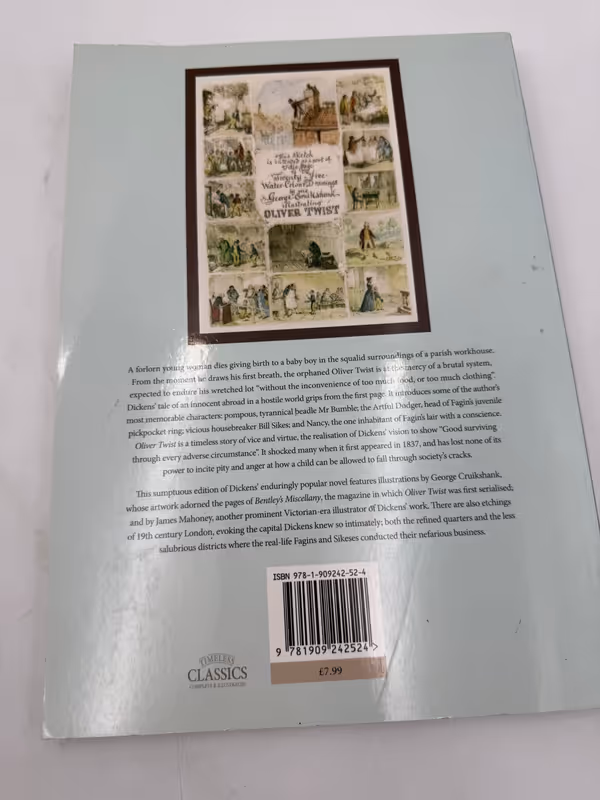 This Sketch
Twenty Five
Water Colour Drawings
by me
George Cruikshank
illustrating
OLIVER TWIST
A forlorn young woman dies giving birth to a baby boy in the squalid surroundings of a parish workhouse.
From the moment he draws his first breath, the orphaned Oliver Twist is at the mercy of a brutal system,
expected to endure his wretched lot “without the inconvenience of too much food, or too much clothing”.
Dickens’ tale of an innocent abroad in a hostile world grips from the first page. It introduces some of the author’s
most memorable characters: pompous, tyrannical beadle Mr Bumble; the Artful Dodger, head of Fagin’s juvenile
pickpocket ring; vicious housebreaker Bill Sikes; and Nancy, the one inhabitant of Fagin’s lair with a conscience.
Oliver Twist is a timeless story of vice and virtue, the realisation of Dickens’ vision to show “Good surviving
through every adverse circumstance”. It shocked many when it first appeared in 1837, and has lost none of its
power to incite pity and anger at how a child can be allowed to fall through society’s cracks.
This sumptuous edition of Dickens’ enduringly popular novel features illustrations by George Cruikshank,
whose artwork adorned the pages of Bentley’s Miscellany, the magazine in which Oliver Twist was first serialised;
and by James Mahoney, another prominent Victorian-era illustrator of Dickens’ work. There are also etchings
of 19th century London, evoking the capital Dickens knew so intimately; both the refined quarters and the less
salubrious districts where the real-life Fagins and Sikeses conducted their nefarious business.
ISBN 978-1-909242-52-4
9 781909 242524 >
£7.99
TIMELESS
CLASSICS
COMPLETE & ILLUSTRATED